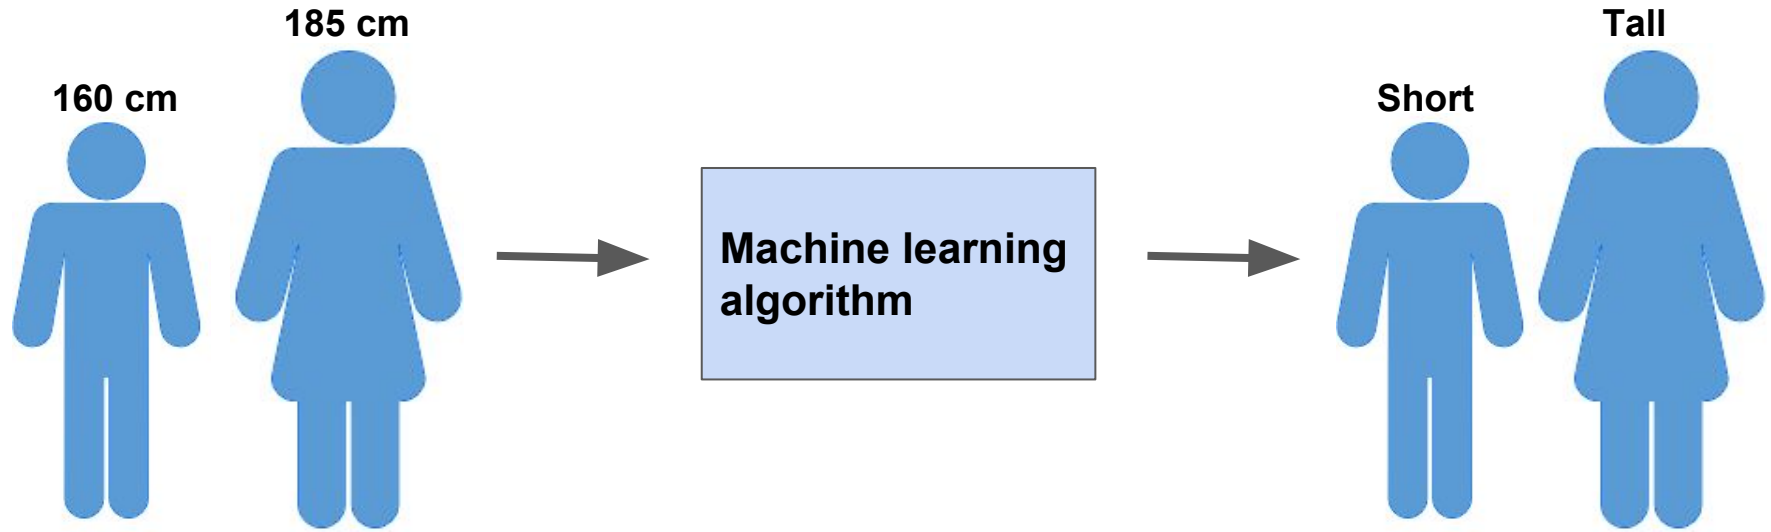 160 cm
185 cm
Machine learning
algorithm
Short
Tall